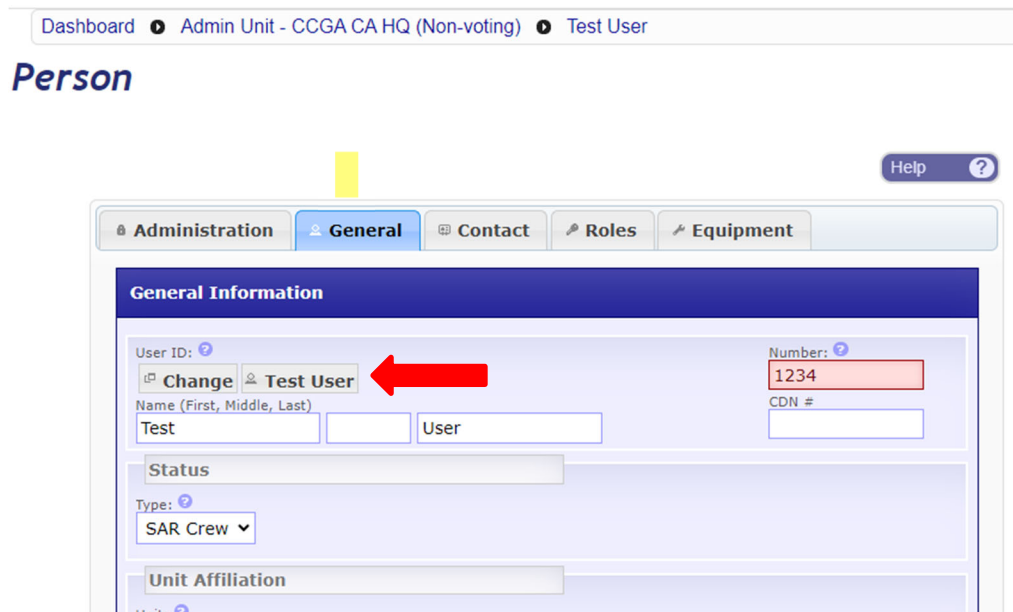 Dashboard Admin Unit - CCGA CA HQ (Non-voting) Test User
Person
Help ?
Administration General Contact Roles Equipment
General Information
User ID: ? Number: ?
Change Test User 1234
Name (First, Middle, Last) CDN #
Test User
Status
Type: ?
SAR Crew
Unit Affiliation